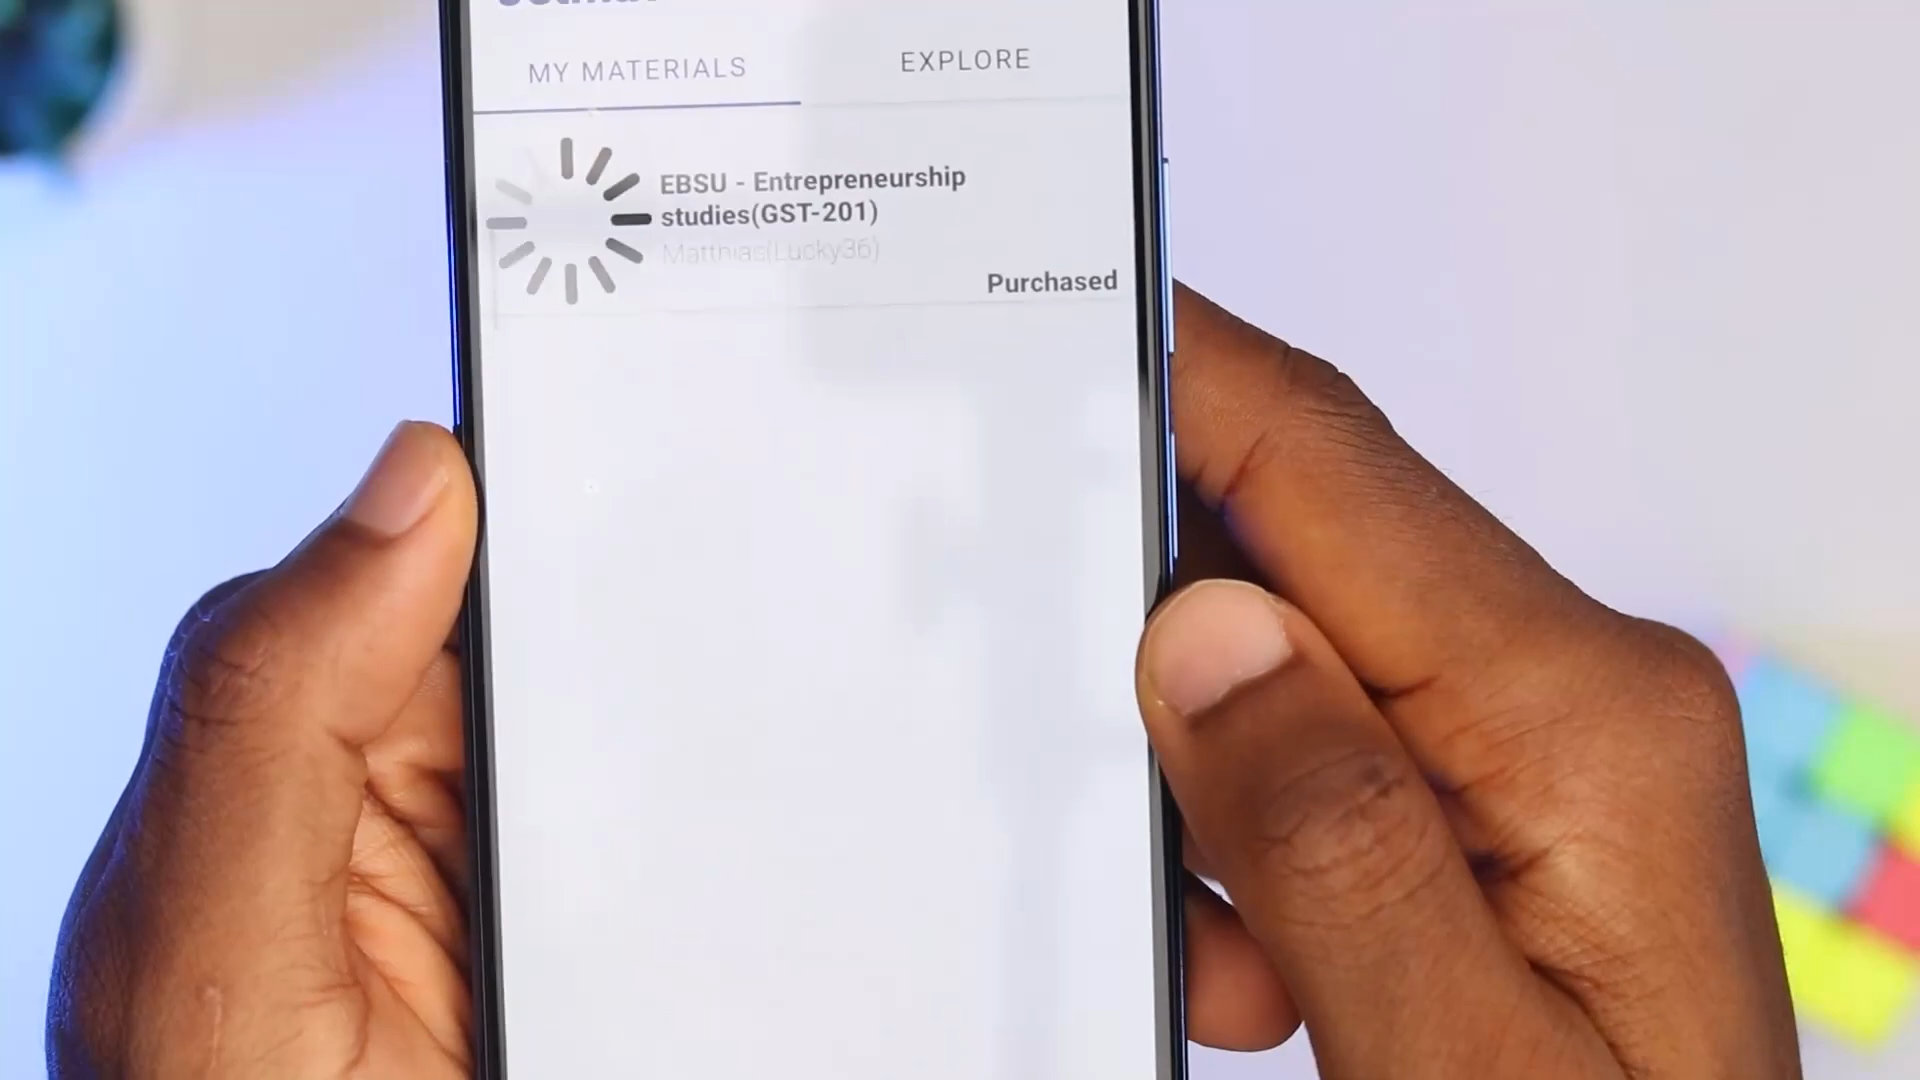 MY MATERIALS
EXPLORE
EBSU - Entrepreneurship
studies(GST-201)
Matthias(Lucky36)
Purchased